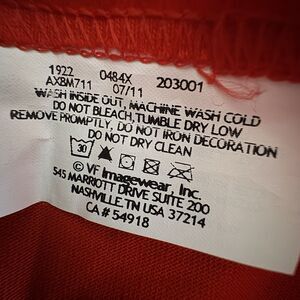 1922 0484X 203001
AX8M711 07/11
WASH INSIDE OUT, MACHINE WASH COLD
DO NOT BLEACH, TUMBLE DRY LOW
REMOVE PROMPTLY, DO NOT IRON DECORATION
DO NOT DRY CLEAN
30
© VF Imagewear, Inc.
545 MARRIOTT DRIVE SUITE 200
NASHVILLE, TN USA 37214
CA # 54918